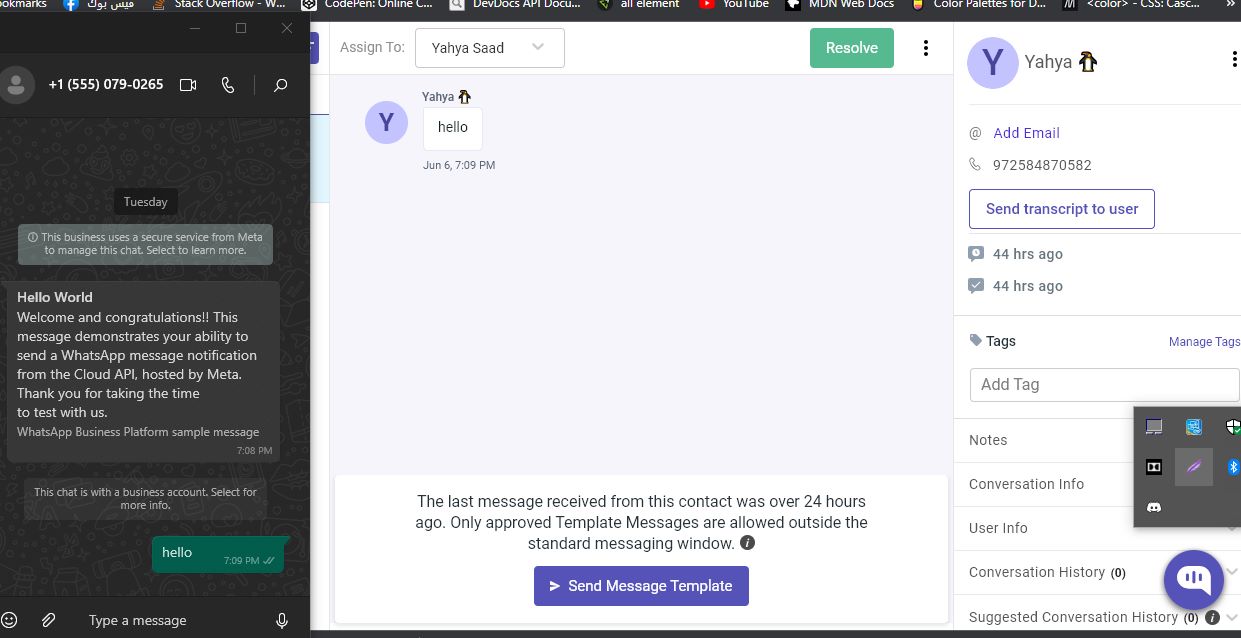 okmarks فيس بوك Stack Overflow - W... CodePen: Online C... DevDocs API Docu... all element YouTube MDN Web Docs Color Palettes for D... <color> - CSS: Casc... »
+1 (555) 079-0265
Tuesday
This business uses a secure service from Meta
to manage this chat. Select to learn more.
Hello World
Welcome and congratulations!! This
message demonstrates your ability to
send a WhatsApp message notification
from the Cloud API, hosted by Meta.
Thank you for taking the time
to test with us.
WhatsApp Business Platform sample message
7:08 PM
This chat is with a business account. Select for
more info.
hello
7:09 PM
Type a message
Assign To: Yahya Saad
Resolve
Yahya 🐧
Y
hello
Jun 6, 7:09 PM
The last message received from this contact was over 24 hours
ago. Only approved Template Messages are allowed outside the
standard messaging window.
Send Message Template
Y Yahya 🐧
@ Add Email
972584870582
Send transcript to user
44 hrs ago
44 hrs ago
Tags Manage Tags
Add Tag
Notes
Conversation Info
User Info
Conversation History (0)
Suggested Conversation History (0)